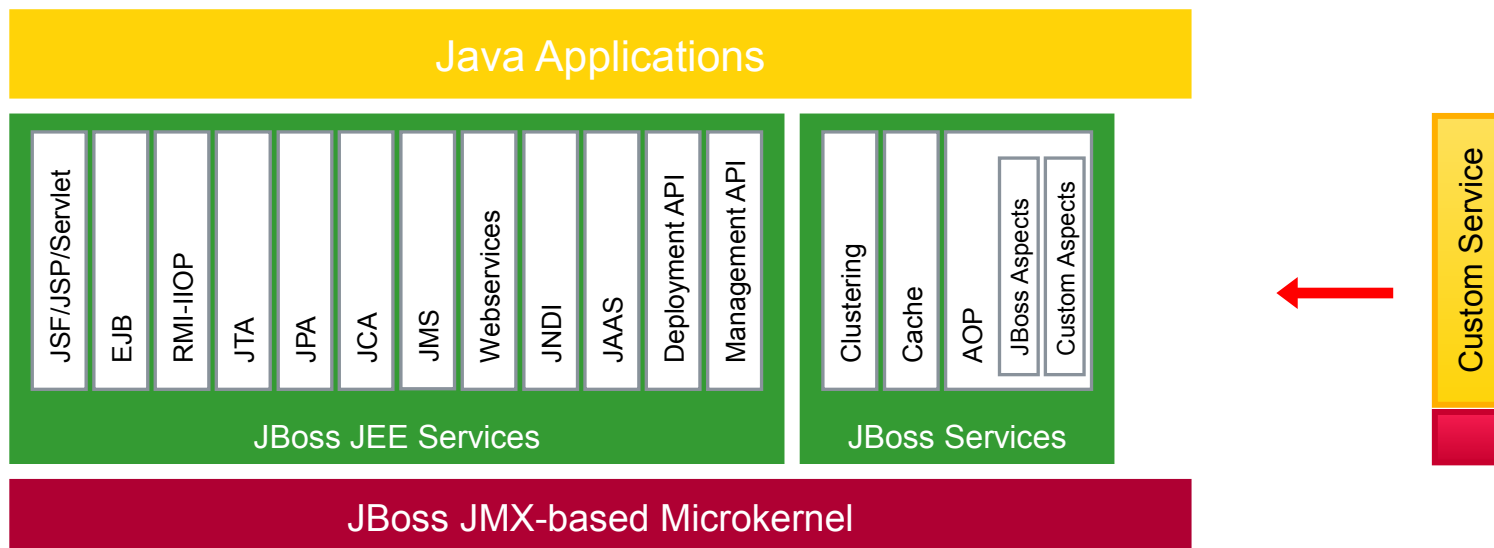 Java Applications
JSF/JSP/Servlet
EJB
RMI-IIOP
JTA
JPA
JCA
JMS
Webservices
JNDI
JAAS
Deployment API
Management API
JBoss JEE Services
Clustering
Cache
AOP
JBoss Aspects
Custom Aspects
JBoss Services
Custom Service
JBoss JMX-based Microkernel